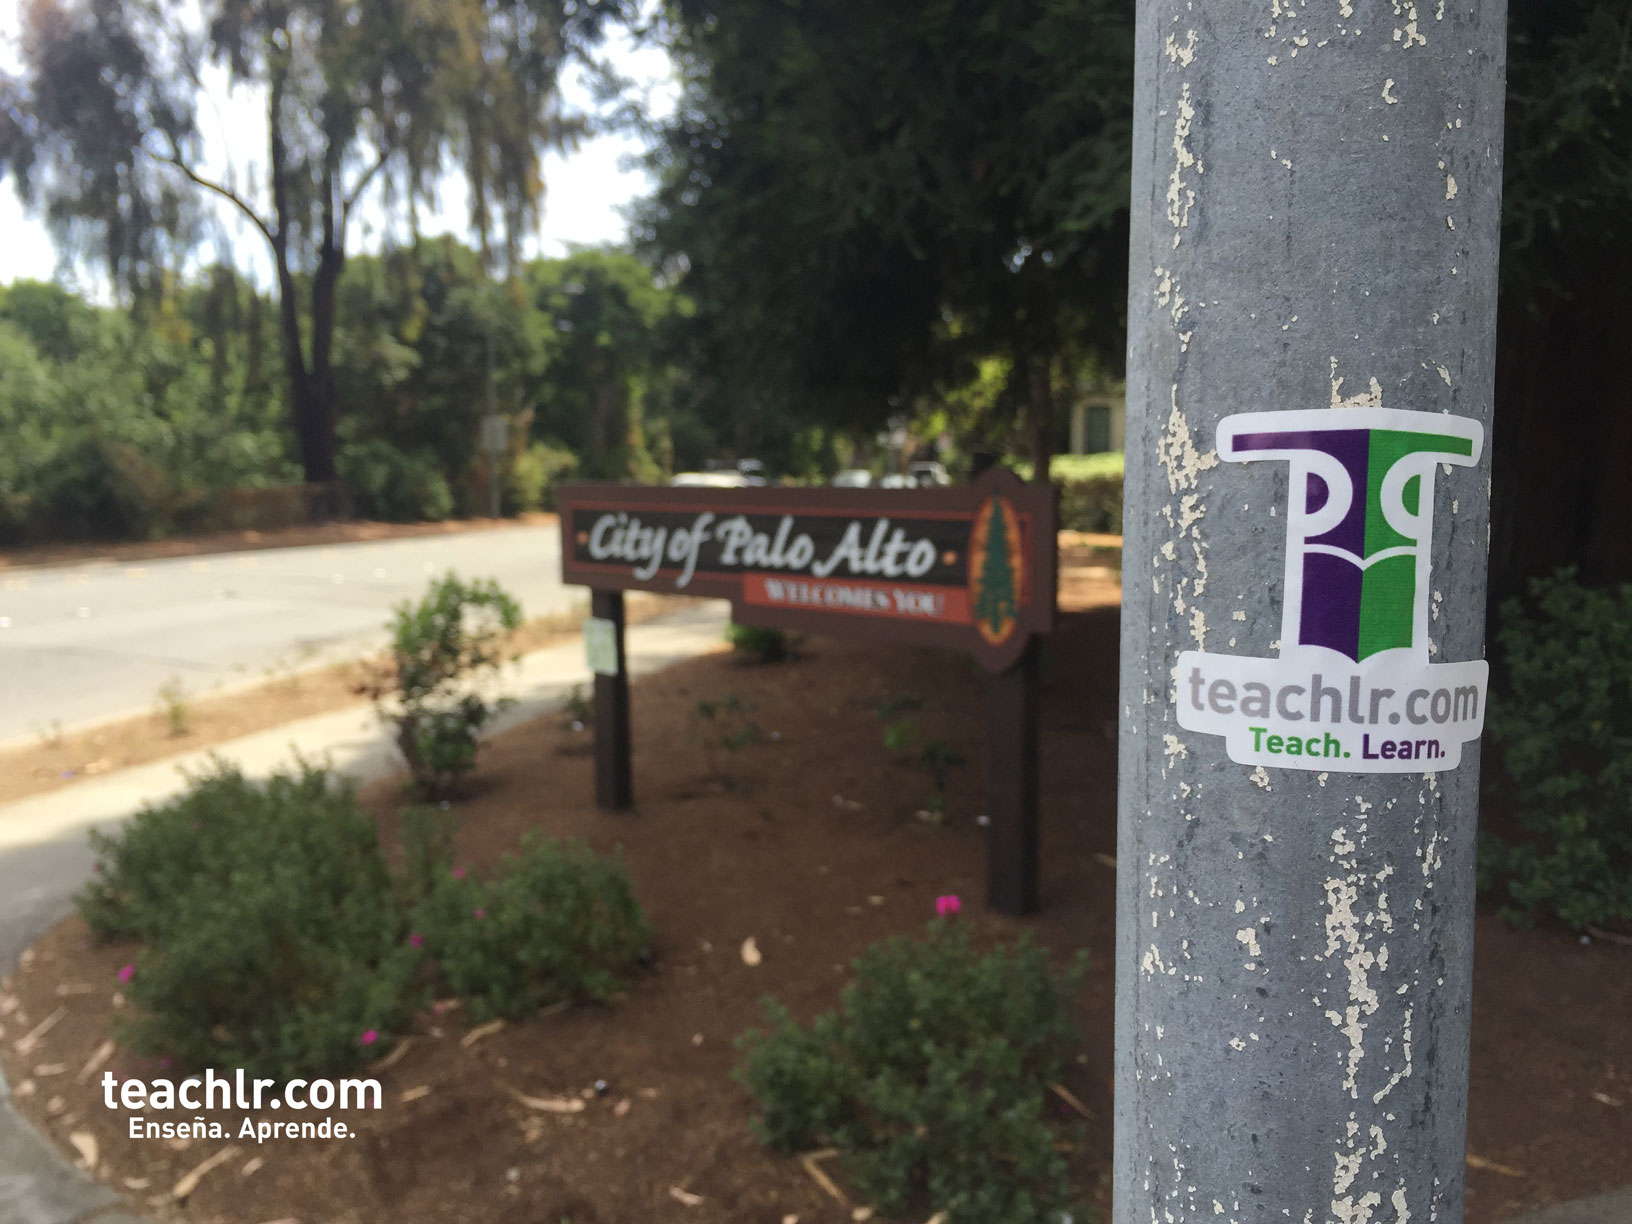 City of Palo Alto
WELCOMES YOU
teachlr.com
Teach. Learn.
teachlr.com
Enseña. Aprende.